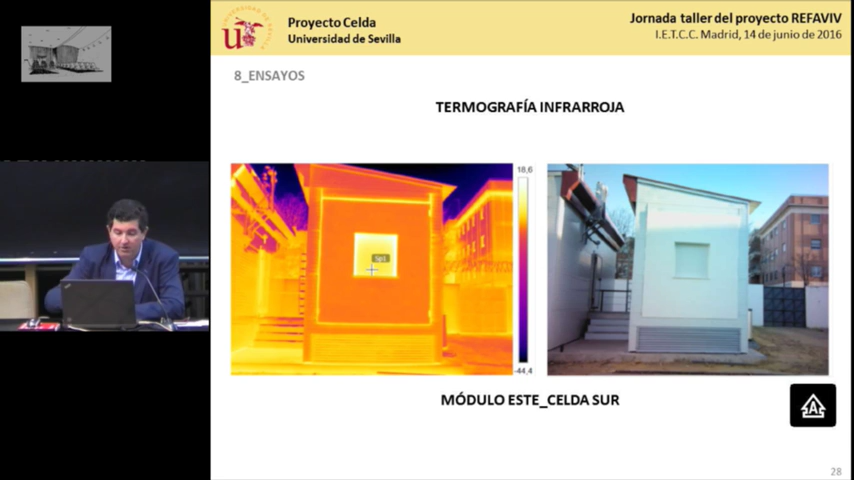 Proyecto Celda
Universidad de Sevilla
Jornada taller del proyecto REFAVIV
I.E.T.C.C. Madrid, 14 de junio de 2016
8_ENSAYOS
TERMOGRAFÍA INFRARROJA
18,6
Sp1
-44,4
MÓDULO ESTE_CELDA SUR
A
28